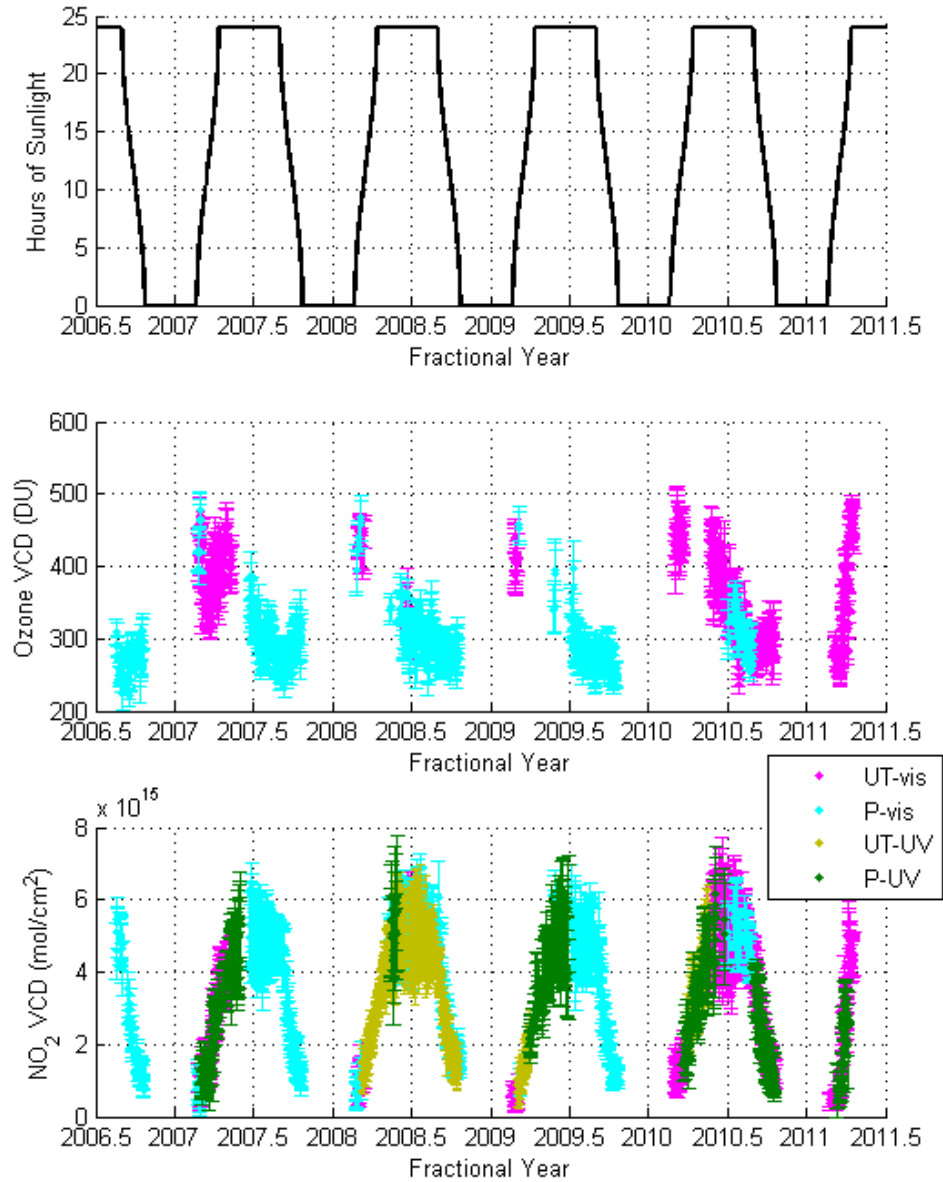 25
20
15
10
5
0
Hours of Sunlight
2006.5 2007 2007.5 2008 2008.5 2009 2009.5 2010 2010.5 2011 2011.5
Fractional Year
600
500
400
300
200
Ozone VCD (DU)
2006.5 2007 2007.5 2008 2008.5 2009 2009.5 2010 2010.5 2011 2011.5
Fractional Year
UT-vis
P-vis
UT-UV
P-UV
x 10^15
8
6
4
2
0
NO₂ VCD (mol/cm²)
2006.5 2007 2007.5 2008 2008.5 2009 2009.5 2010 2010.5 2011 2011.5
Fractional Year